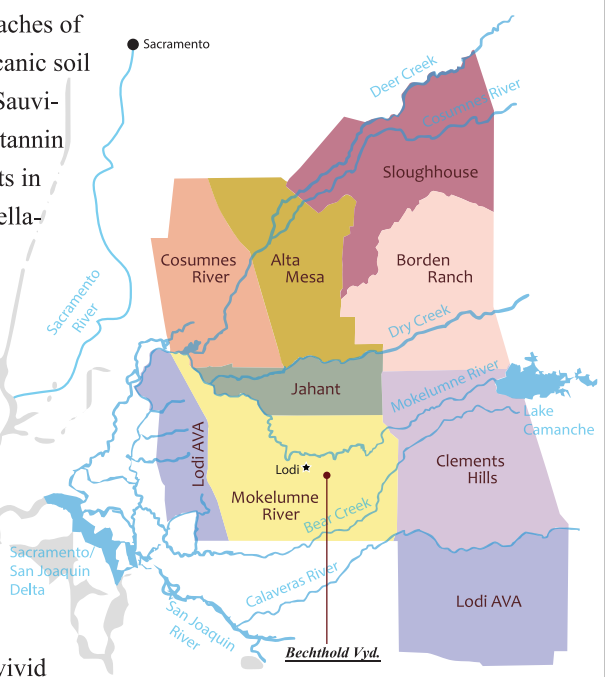 aches of
canic soil
Sauvi-
tannin
ts in
ella-
Sacramento
Deer Creek
Cosumnes River
Sloughhouse
Cosumnes
River
Alta
Mesa
Borden
Ranch
Sacramento
River
Dry Creek
Jahant
Mokelumne River
Lake
Camanche
Lodi AVA
Lodi
Mokelumne
River
Clements
Hills
Bear Creek
Sacramento/
San Joaquin
Delta
Calaveras River
San Joaquin
River
Lodi AVA
Bechthold Vyd.
vivid